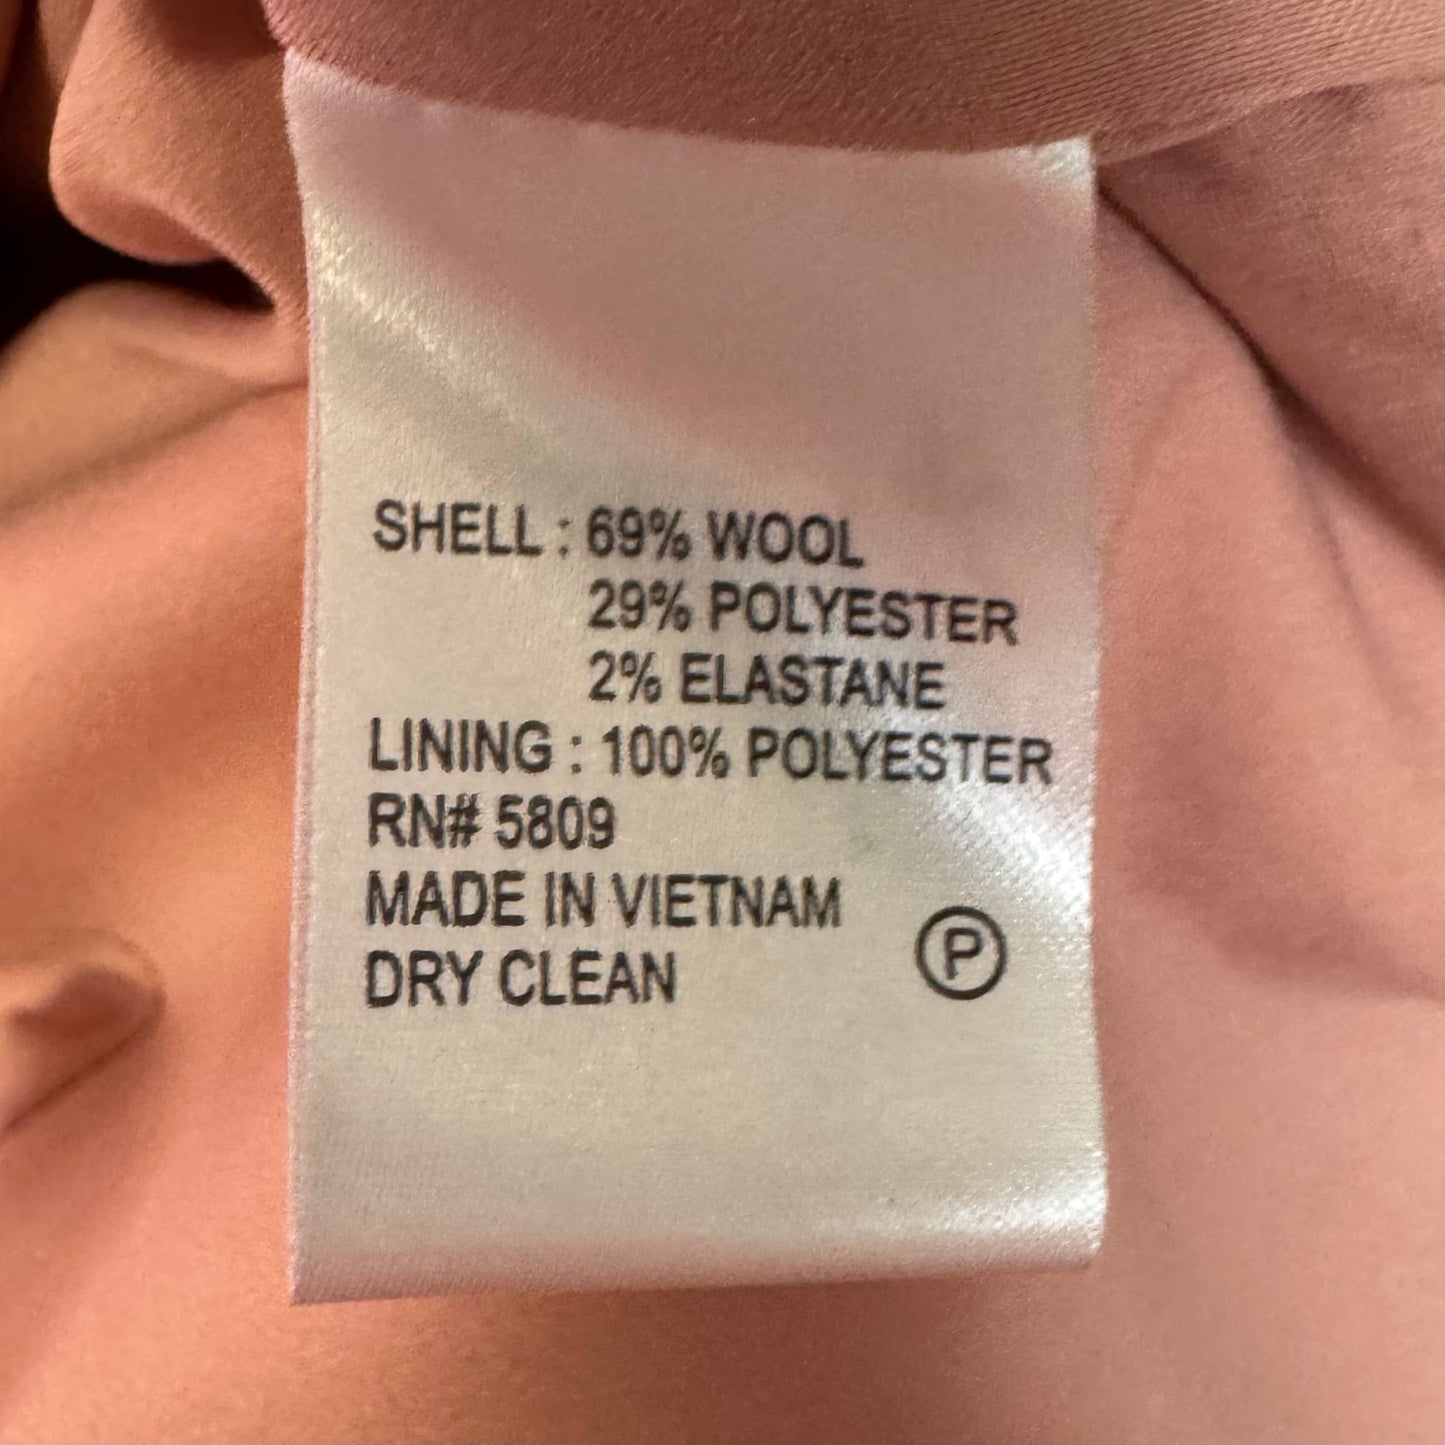 SHELL : 69% WOOL
29% POLYESTER
2% ELASTANE
LINING : 100% POLYESTER
RN# 5809
MADE IN VIETNAM
DRY CLEAN
P